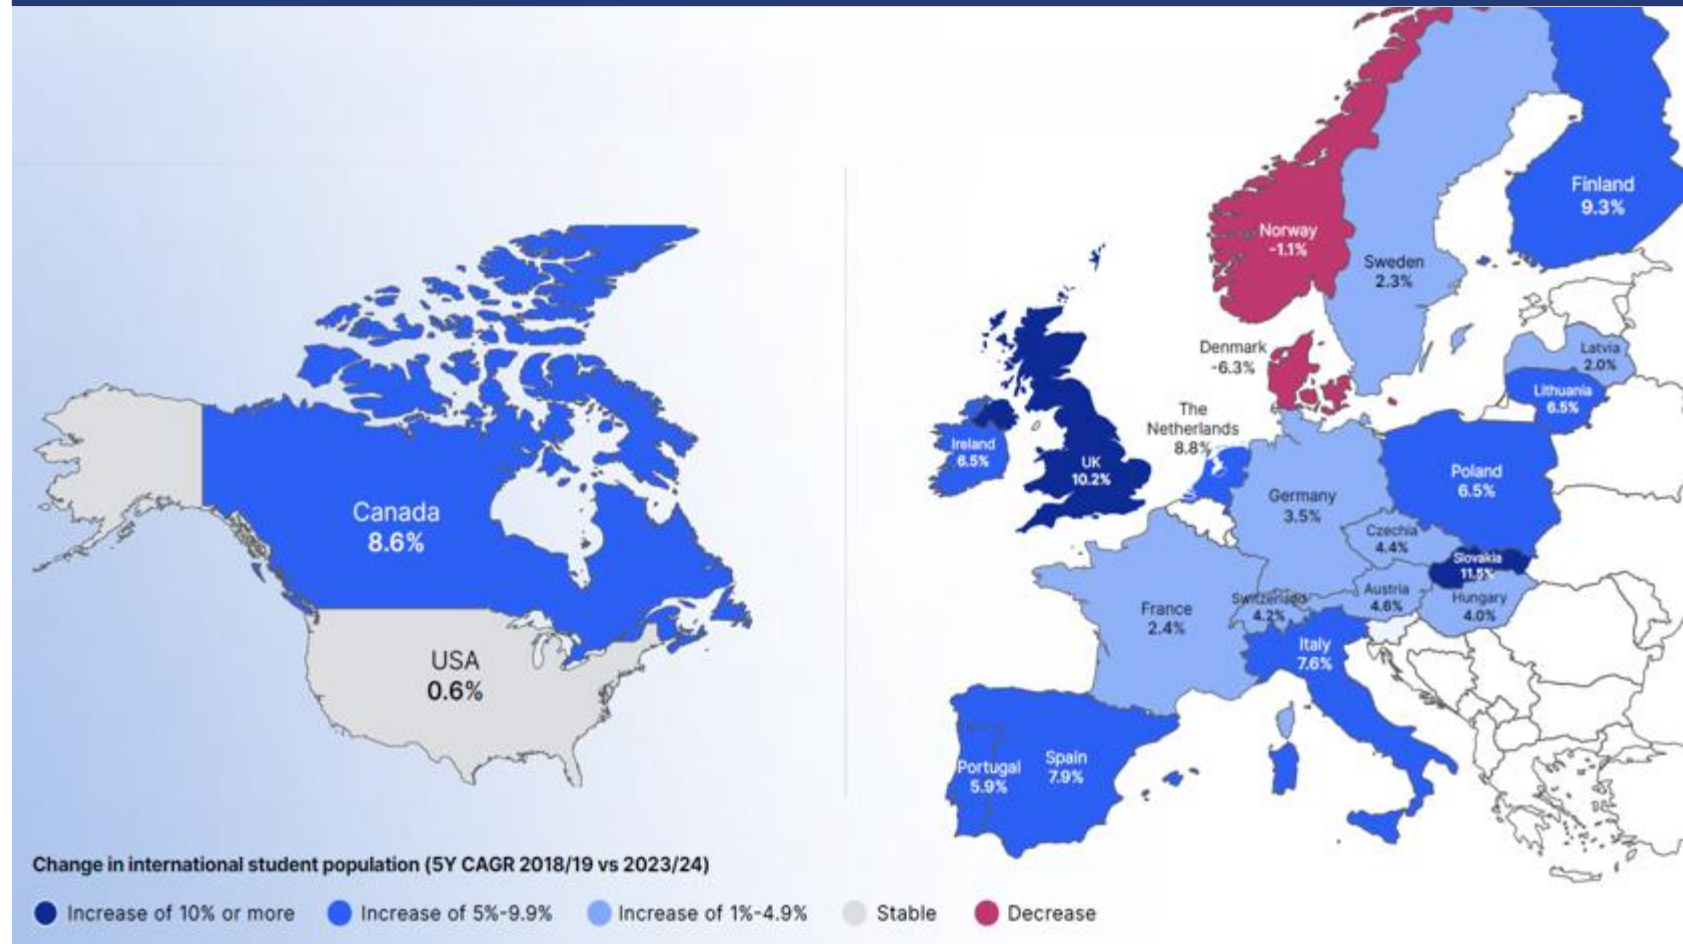 Canada
8.6%
USA
0.6%
Finland
9.3%
Norway
-1.1%
Sweden
2.3%
Denmark
-6.3%
Latvia
2.0%
Lithuania
6.5%
The
Netherlands
8.8%
Ireland
6.5%
UK
10.2%
Poland
6.5%
Germany
3.5%
Czechia
4.4%
Slovakia
11.5%
Switzerland
4.2%
Austria
4.6%
Hungary
4.0%
France
2.4%
Italy
7.6%
Portugal
5.9%
Spain
7.9%
Change in international student population (5Y CAGR 2018/19 vs 2023/24)
Increase of 10% or more Increase of 5%-9.9% Increase of 1%-4.9% Stable Decrease